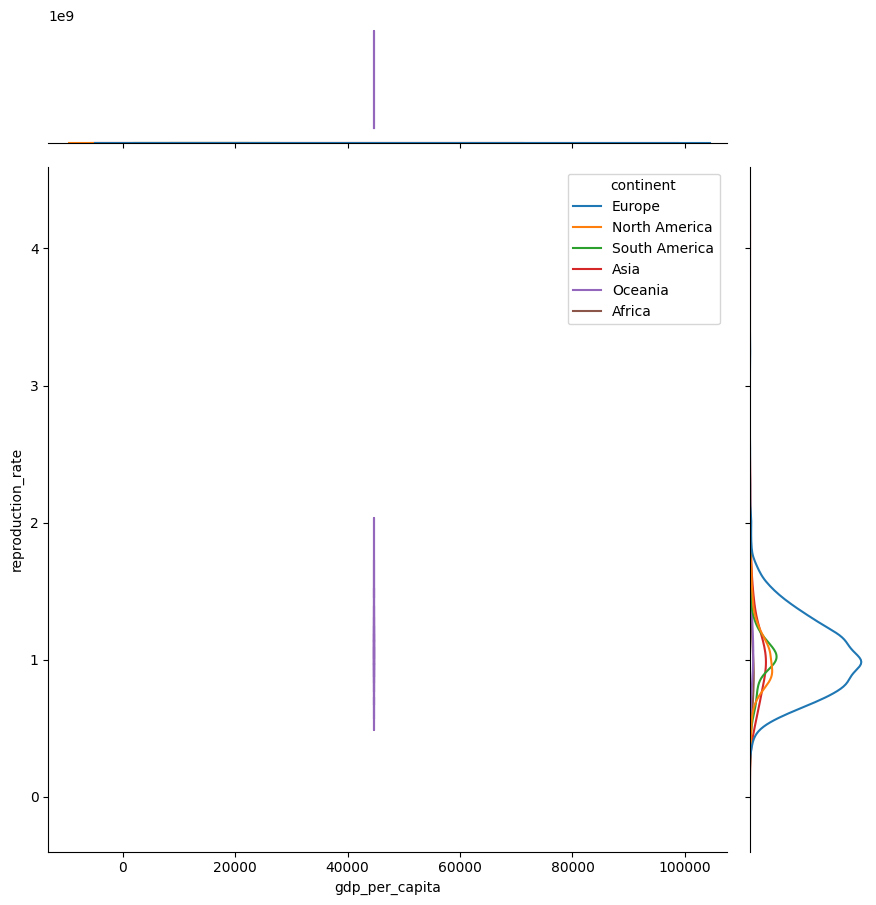 1e9
continent
Europe
North America
South America
Asia
Oceania
Africa
4
3
2
1
0
reproduction_rate
0 20000 40000 60000 80000 100000
gdp_per_capita